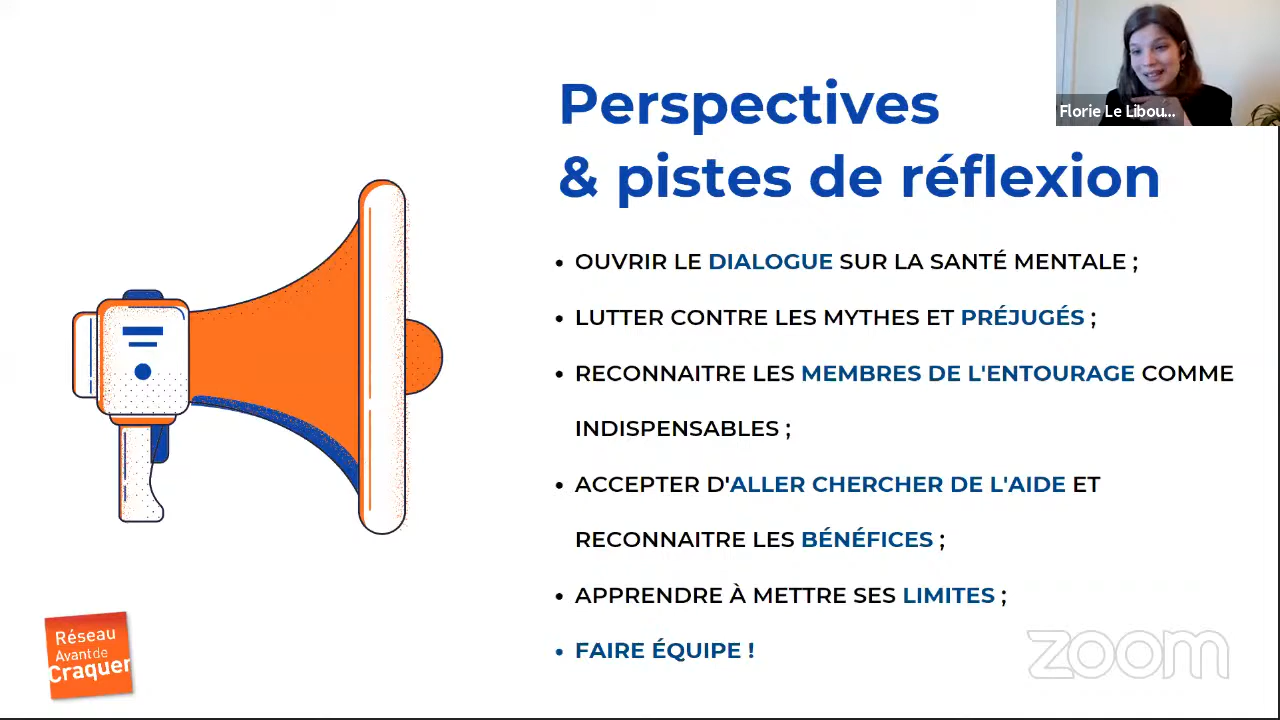 Perspectives
& pistes de réflexion
Florie Le Libou...
• OUVRIR LE DIALOGUE SUR LA SANTÉ MENTALE ;
• LUTTER CONTRE LES MYTHES ET PRÉJUGÉS ;
• RECONNAITRE LES MEMBRES DE L'ENTOURAGE COMME
INDISPENSABLES ;
• ACCEPTER D'ALLER CHERCHER DE L'AIDE ET
RECONNAITRE LES BÉNÉFICES ;
• APPRENDRE À METTRE SES LIMITES ;
• FAIRE ÉQUIPE !
Réseau
Avant de
Craquer
zoom